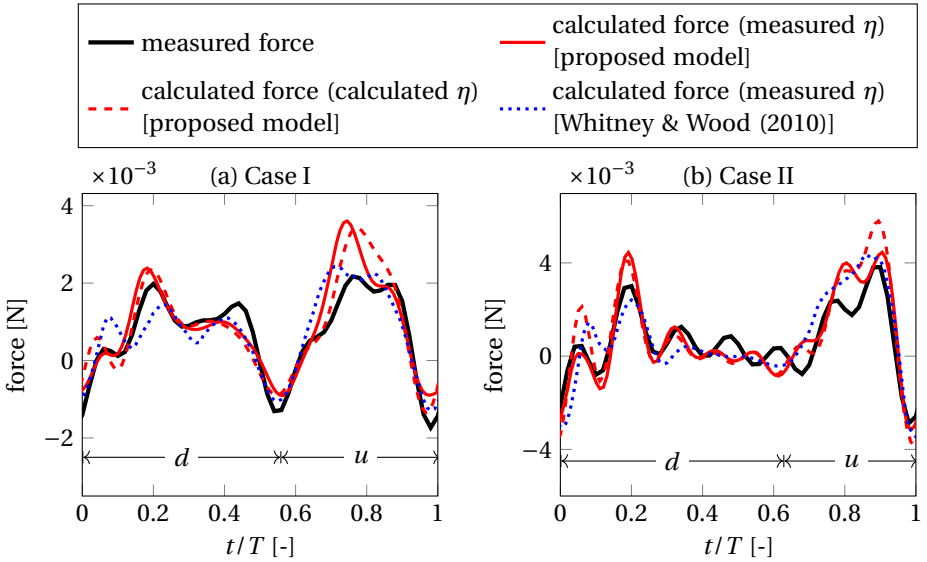 measured force
calculated force (measured η)
[proposed model]
calculated force (calculated η)
[proposed model]
calculated force (measured η)
[Whitney & Wood (2010)]
×10−3
(a) Case I
4
2
0
−2
force [N]
d
u
0
0.2
0.4
0.6
0.8
1
t/T [-]
×10−3
(b) Case II
4
0
−4
force [N]
d
u
0
0.2
0.4
0.6
0.8
1
t/T [-]